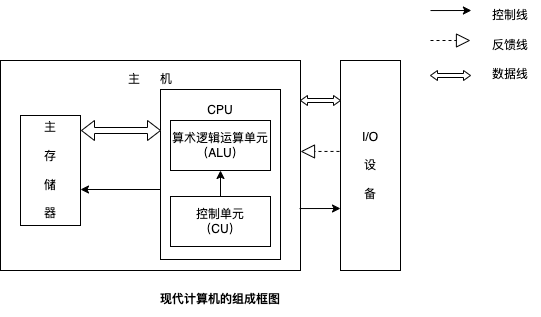 控制线
反馈线
数据线
主 机
CPU
算术逻辑运算单元
(ALU)
控制单元
(CU)
主
存
储
器
I/O
设
备
现代计算机的组成框图